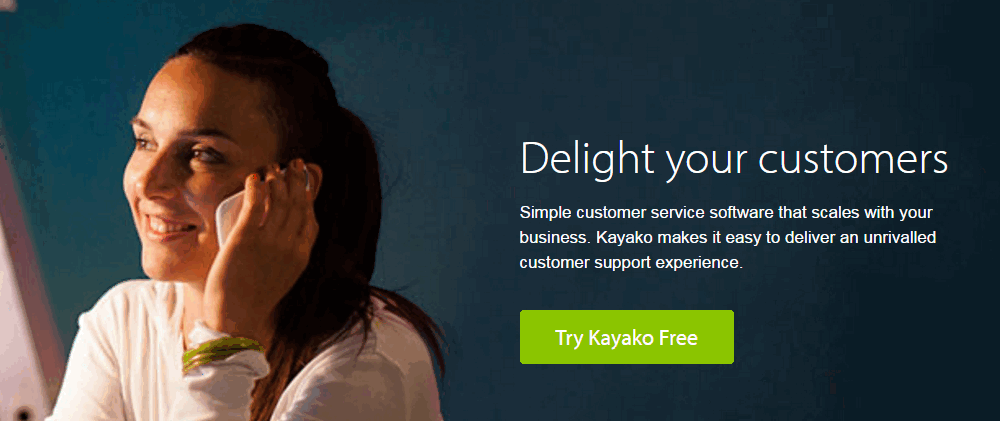 Delight your customers
Simple customer service software that scales with your
business. Kayako makes it easy to deliver an unrivalled
customer support experience.
Try Kayako Free